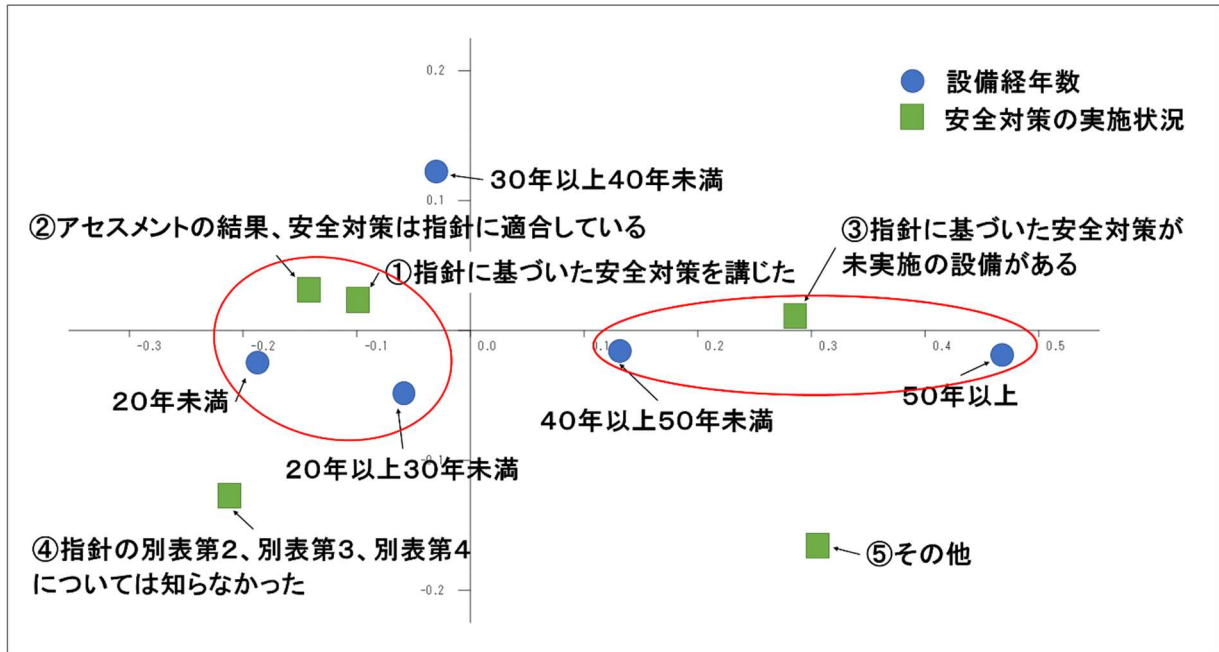 0.2
設備経年数
安全対策の実施状況
30年以上40年未満
0.1
②アセスメントの結果、安全対策は指針に適合している
③指針に基づいた安全対策が
未実施の設備がある
①指針に基づいた安全対策を講じた
-0.3
-0.2
-0.1
0.0
0.1
0.2
0.3
0.4
0.5
20年未満
40年以上50年未満
50年以上
-0.1
20年以上30年未満
④指針の別表第2、別表第3、別表第4
については知らなかった
⑤その他
-0.2